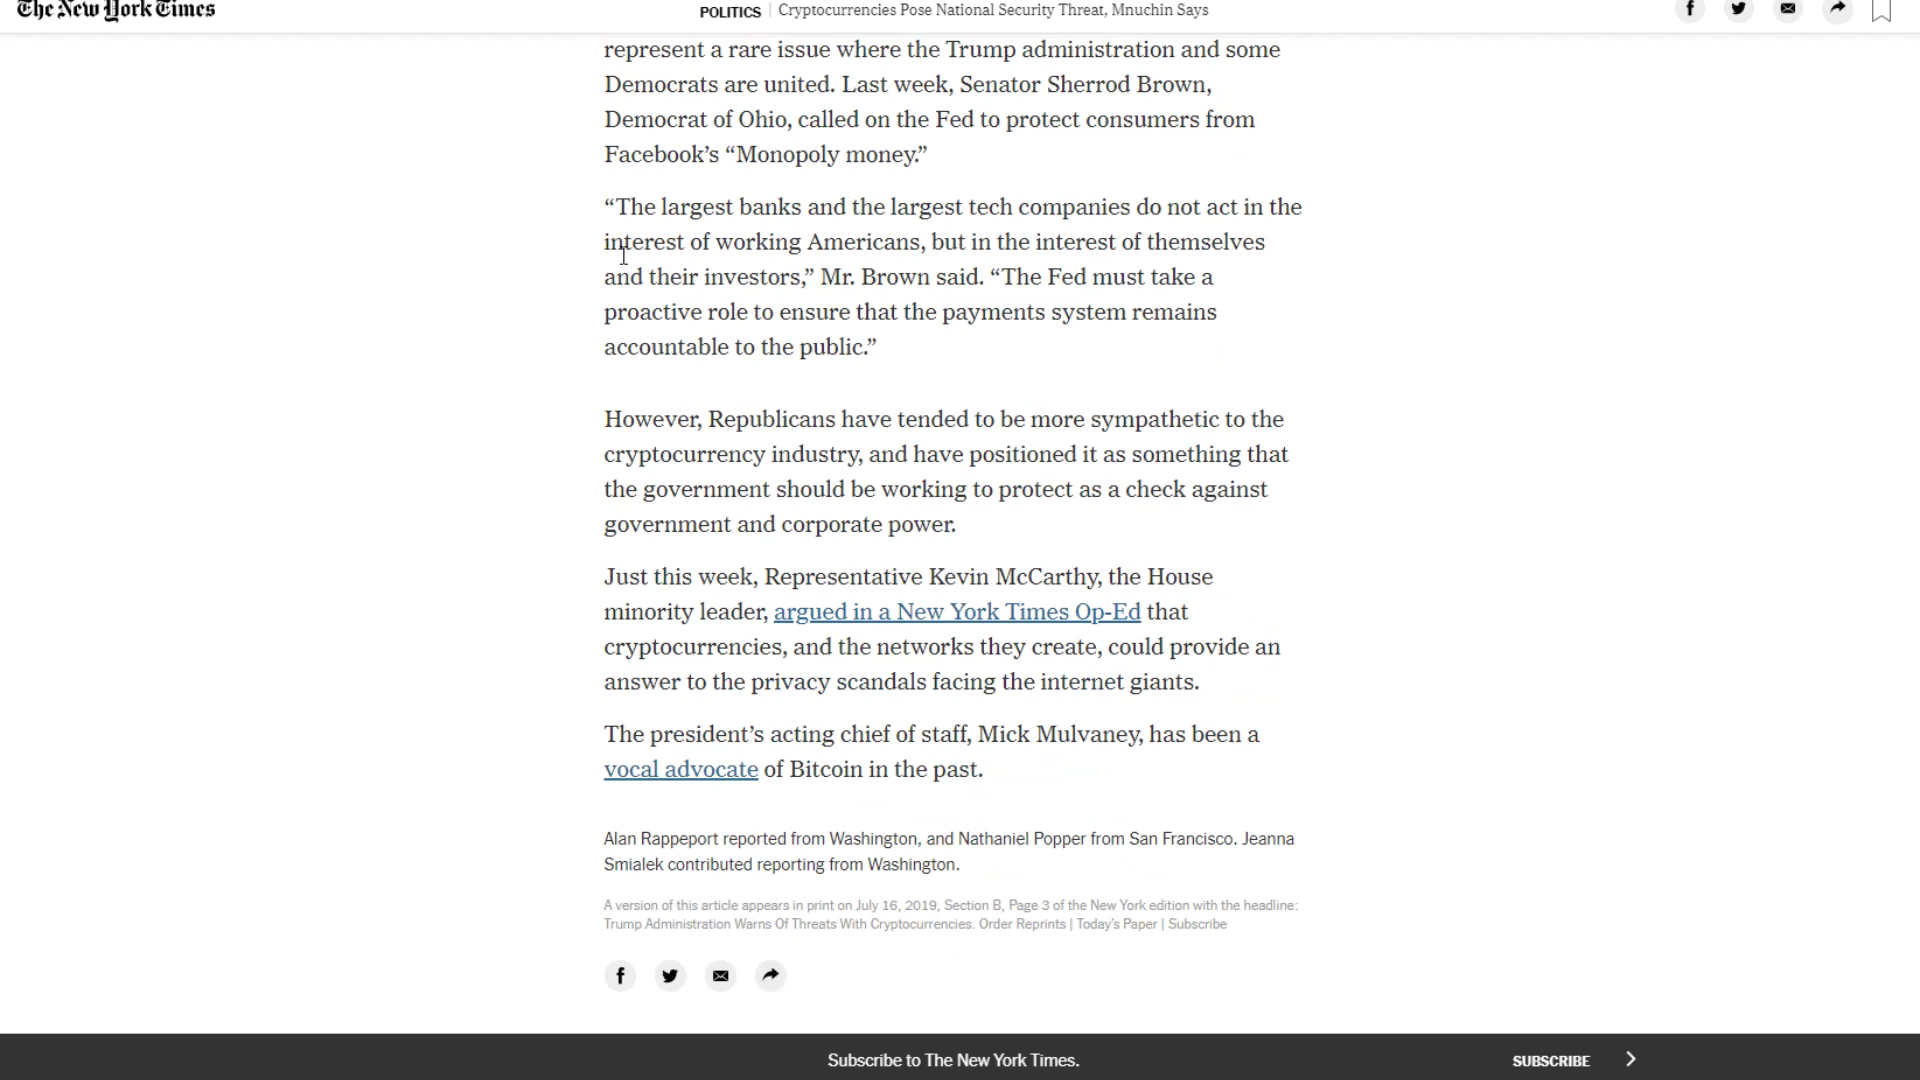 The New York Times
POLITICS | Cryptocurrencies Pose National Security Threat, Mnuchin Says
represent a rare issue where the Trump administration and some
Democrats are united. Last week, Senator Sherrod Brown,
Democrat of Ohio, called on the Fed to protect consumers from
Facebook’s “Monopoly money.”
“The largest banks and the largest tech companies do not act in the
interest of working Americans, but in the interest of themselves
and their investors,” Mr. Brown said. “The Fed must take a
proactive role to ensure that the payments system remains
accountable to the public.”
However, Republicans have tended to be more sympathetic to the
cryptocurrency industry, and have positioned it as something that
the government should be working to protect as a check against
government and corporate power.
Just this week, Representative Kevin McCarthy, the House
minority leader, argued in a New York Times Op-Ed that
cryptocurrencies, and the networks they create, could provide an
answer to the privacy scandals facing the internet giants.
The president’s acting chief of staff, Mick Mulvaney, has been a
vocal advocate of Bitcoin in the past.
Alan Rappeport reported from Washington, and Nathaniel Popper from San Francisco. Jeanna
Smialek contributed reporting from Washington.
A version of this article appears in print on July 16, 2019, Section B, Page 3 of the New York edition with the headline:
Trump Administration Warns Of Threats With Cryptocurrencies. Order Reprints | Today’s Paper | Subscribe
Subscribe to The New York Times.
SUBSCRIBE